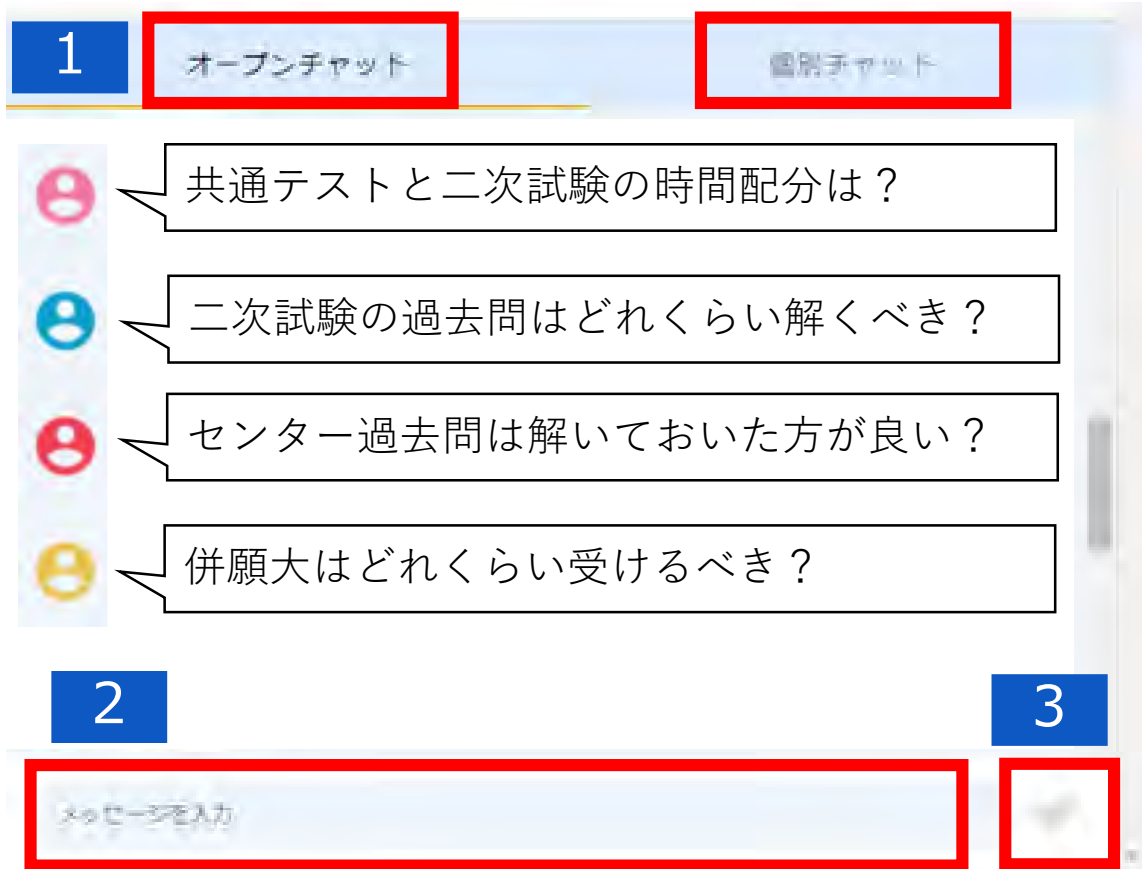 1
オープンチャット
個別チャット
共通テストと二次試験の時間配分は？
二次試験の過去問はどれくらい解くべき？
センター過去問は解いておいた方が良い？
併願大はどれくらい受けるべき？
2
3
メッセージを入力